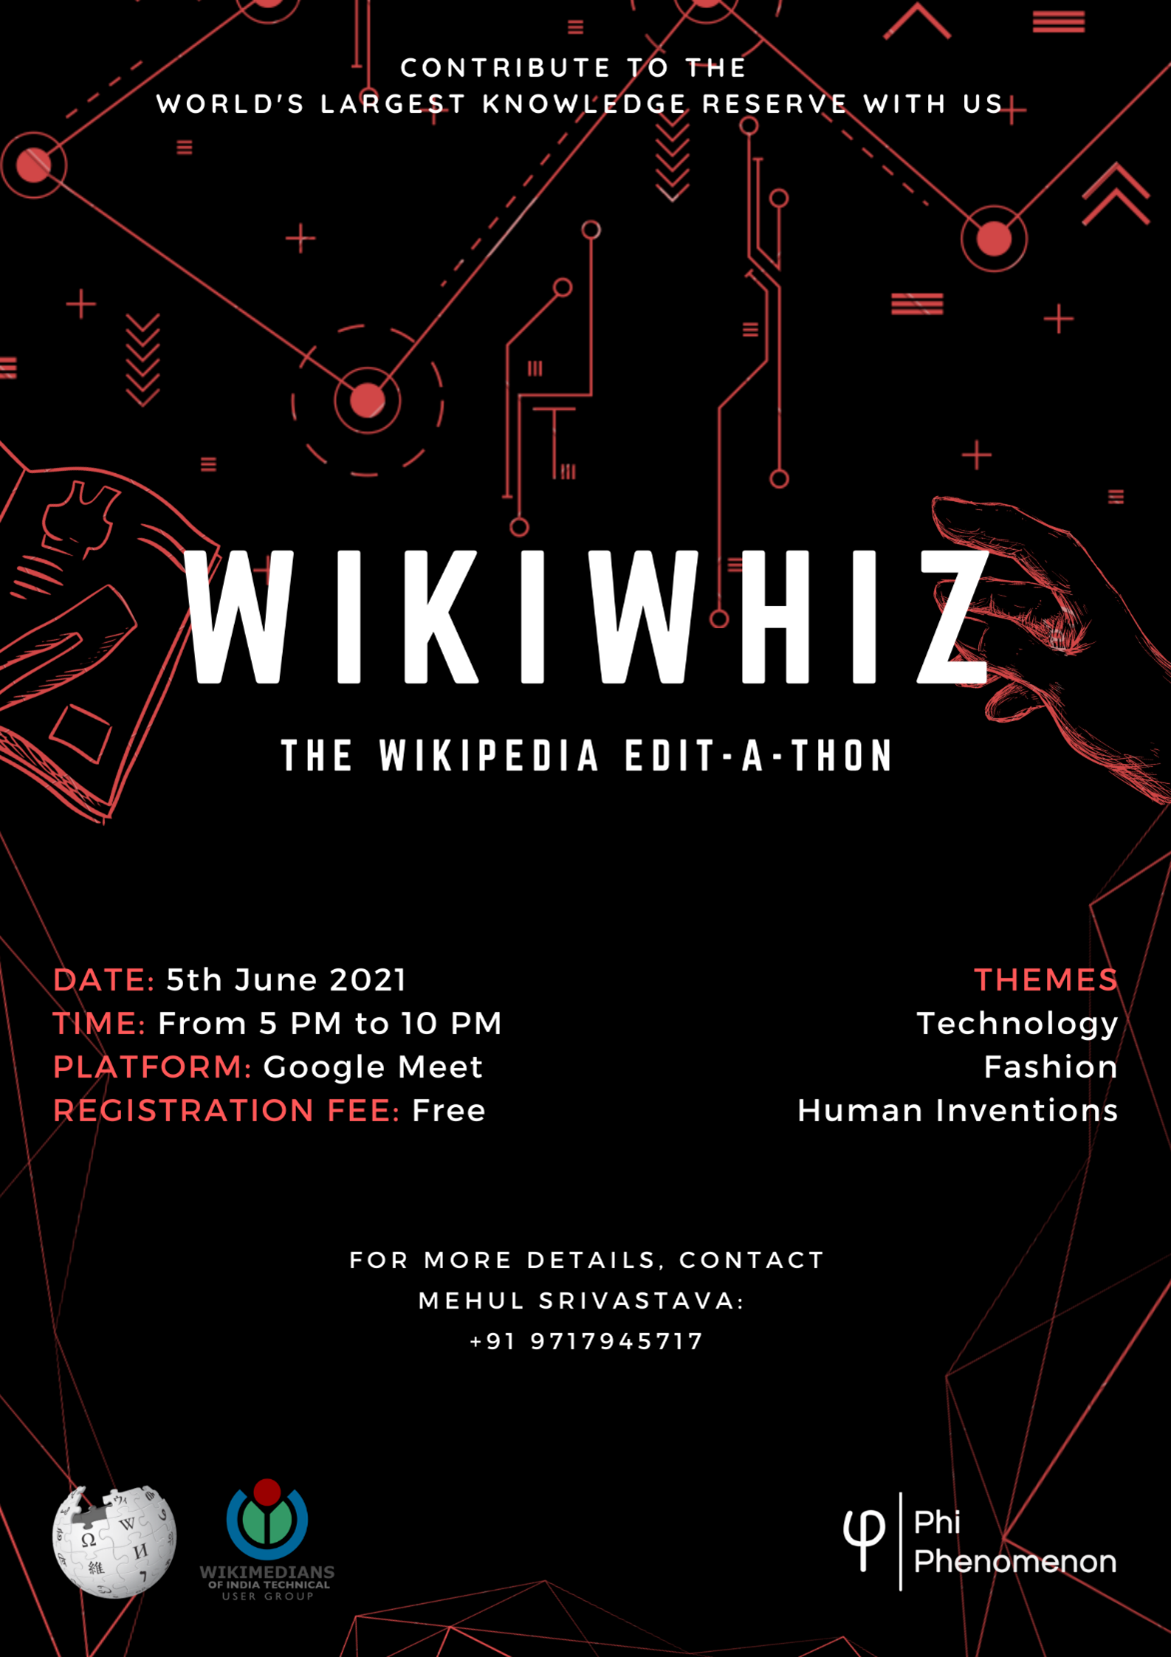 CONTRIBUTE TO THE
WORLD'S LARGEST KNOWLEDGE RESERVE WITH US
WIKIWHIZ
THE WIKIPEDIA EDIT-A-THON
DATE: 5th June 2021
TIME: From 5 PM to 10 PM
PLATFORM: Google Meet
REGISTRATION FEE: Free
THEMES
Technology
Fashion
Human Inventions
FOR MORE DETAILS, CONTACT
MEHUL SRIVASTAVA:
+91 9717945717
Ω W И 維 7
WIKIMEDIANS
OF INDIA TECHNICAL
USER GROUP
φ Phi
Phenomenon